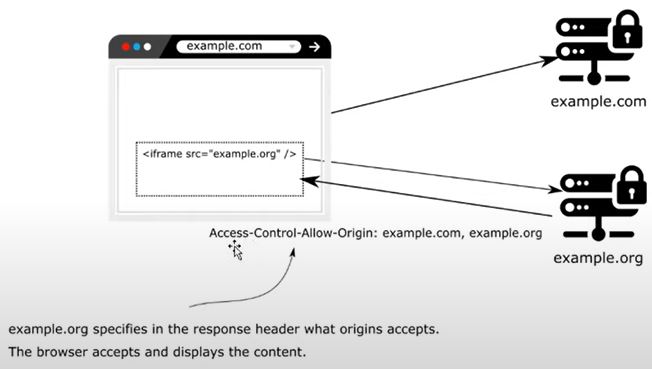 example.com
example.com
<iframe src="example.org" />
Access-Control-Allow-Origin: example.com, example.org
example.org
example.org specifies in the response header what origins accepts.
The browser accepts and displays the content.